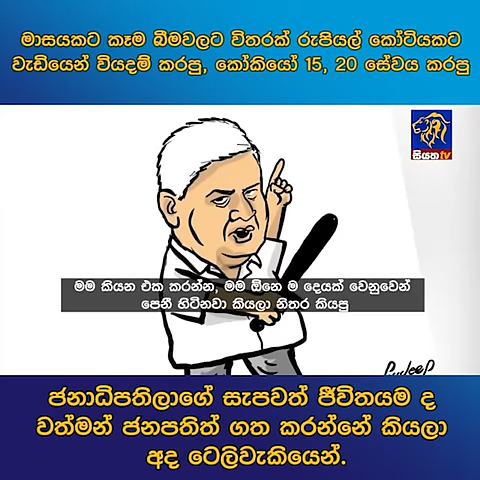 මාසයකට කෑම බීමවලට විතරක් රුපියල් කෝටියකට
වැඩියෙන් වියදම් කරපු, කෝකියෝ 15, 20 සේවය කරපු
සියත tv
මම කියන එක කරන්න, මම ඕනෙ ම දෙයක් වෙනුවෙන්
පෙනී හිටිනවා කියලා නිතර කියපු
ජනාධිපතිලාගේ සැපවත් ජීවිතයම ද
වත්මන් ජනපතිත් ගත කරන්නේ කියලා
අද ටෙලිවැකියෙන්.